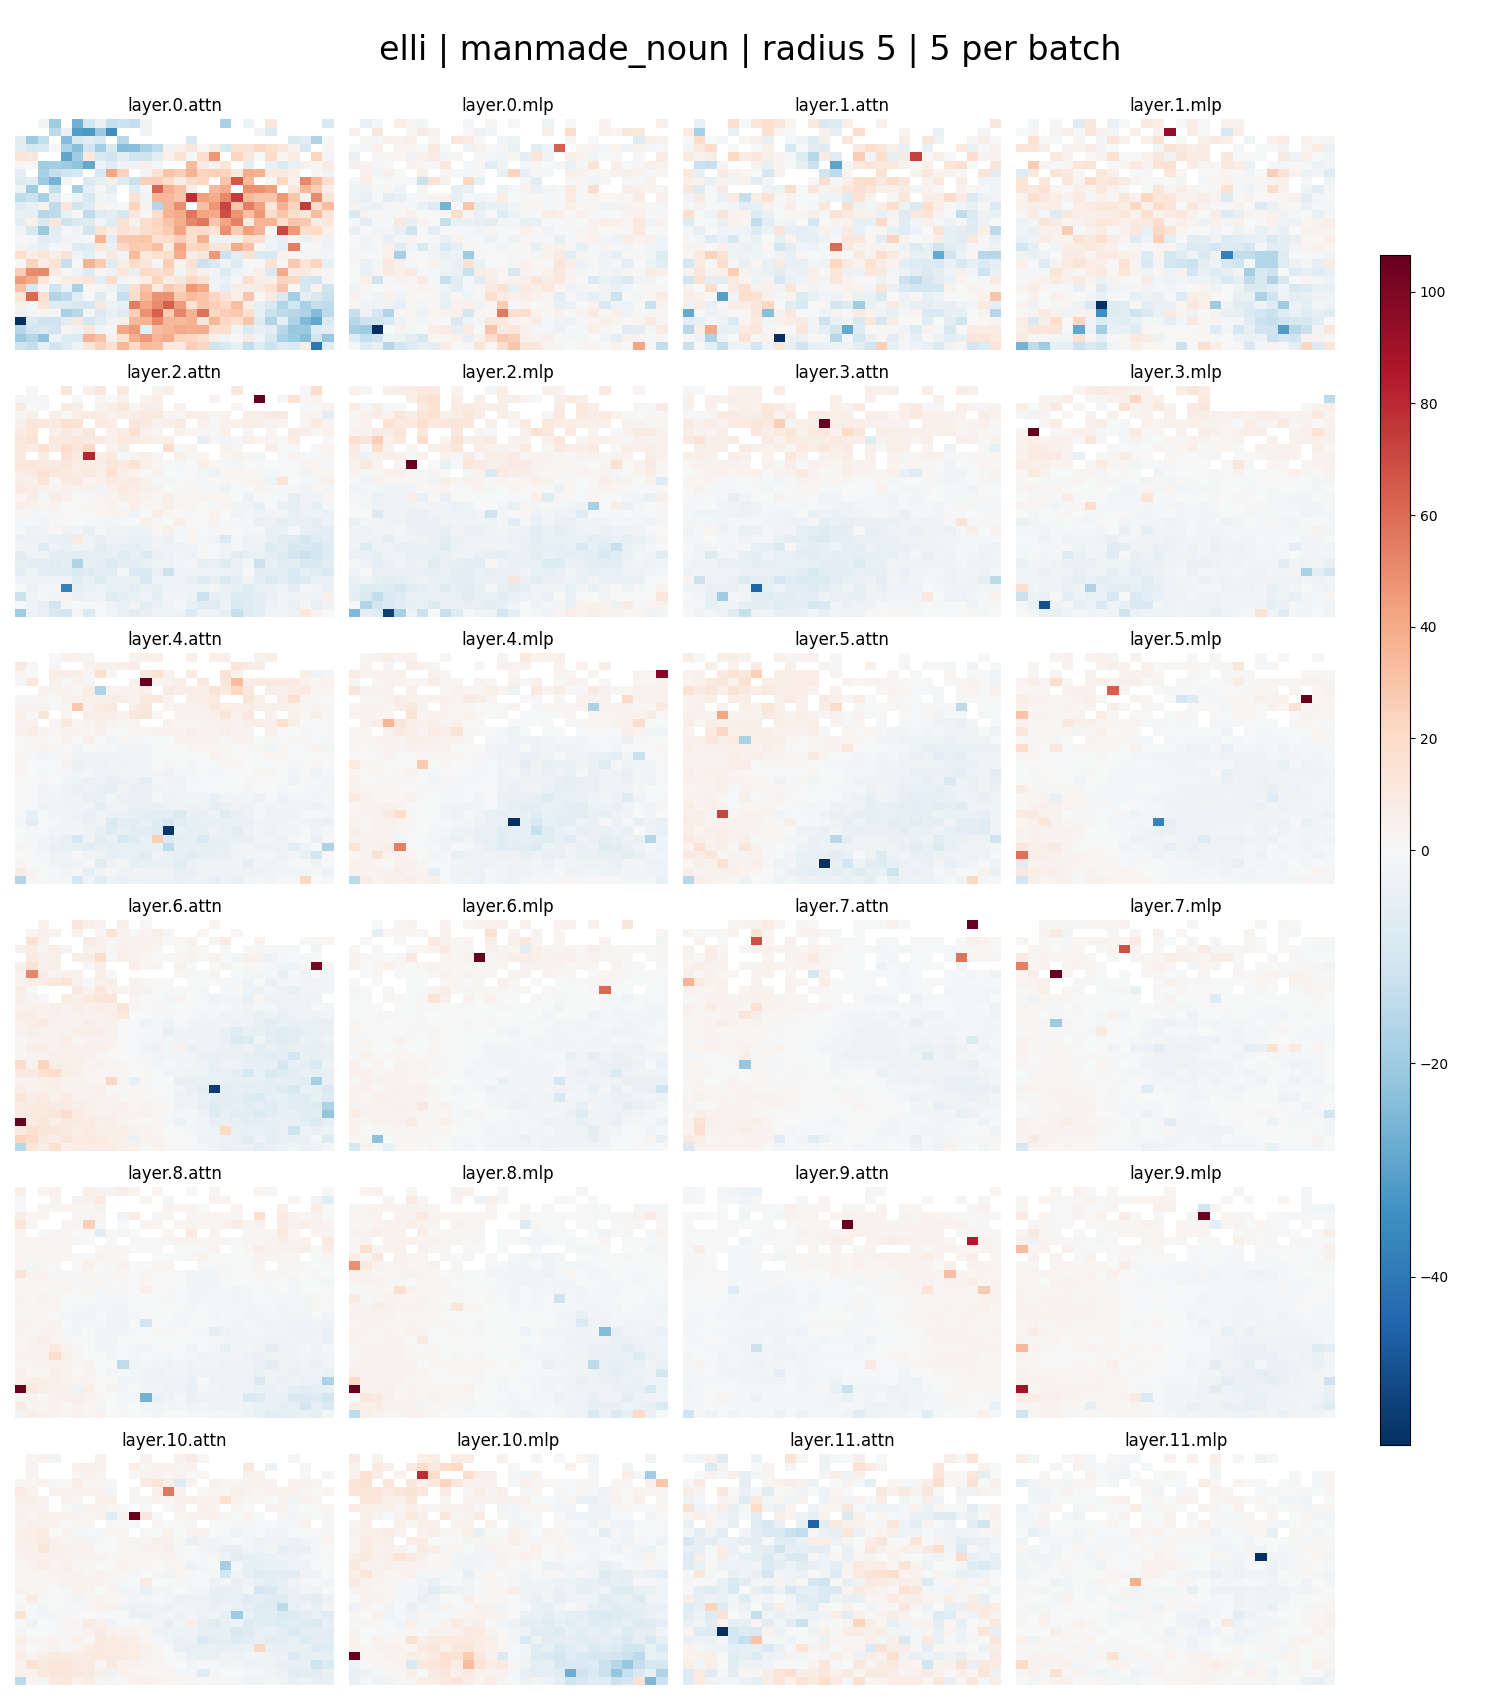 elli | manmade_noun | radius 5 | 5 per batch
layer.0.attn layer.0.mlp layer.1.attn layer.1.mlp
layer.2.attn layer.2.mlp layer.3.attn layer.3.mlp
layer.4.attn layer.4.mlp layer.5.attn layer.5.mlp
layer.6.attn layer.6.mlp layer.7.attn layer.7.mlp
layer.8.attn layer.8.mlp layer.9.attn layer.9.mlp
layer.10.attn layer.10.mlp layer.11.attn layer.11.mlp
100
80
60
40
20
0
−20
−40